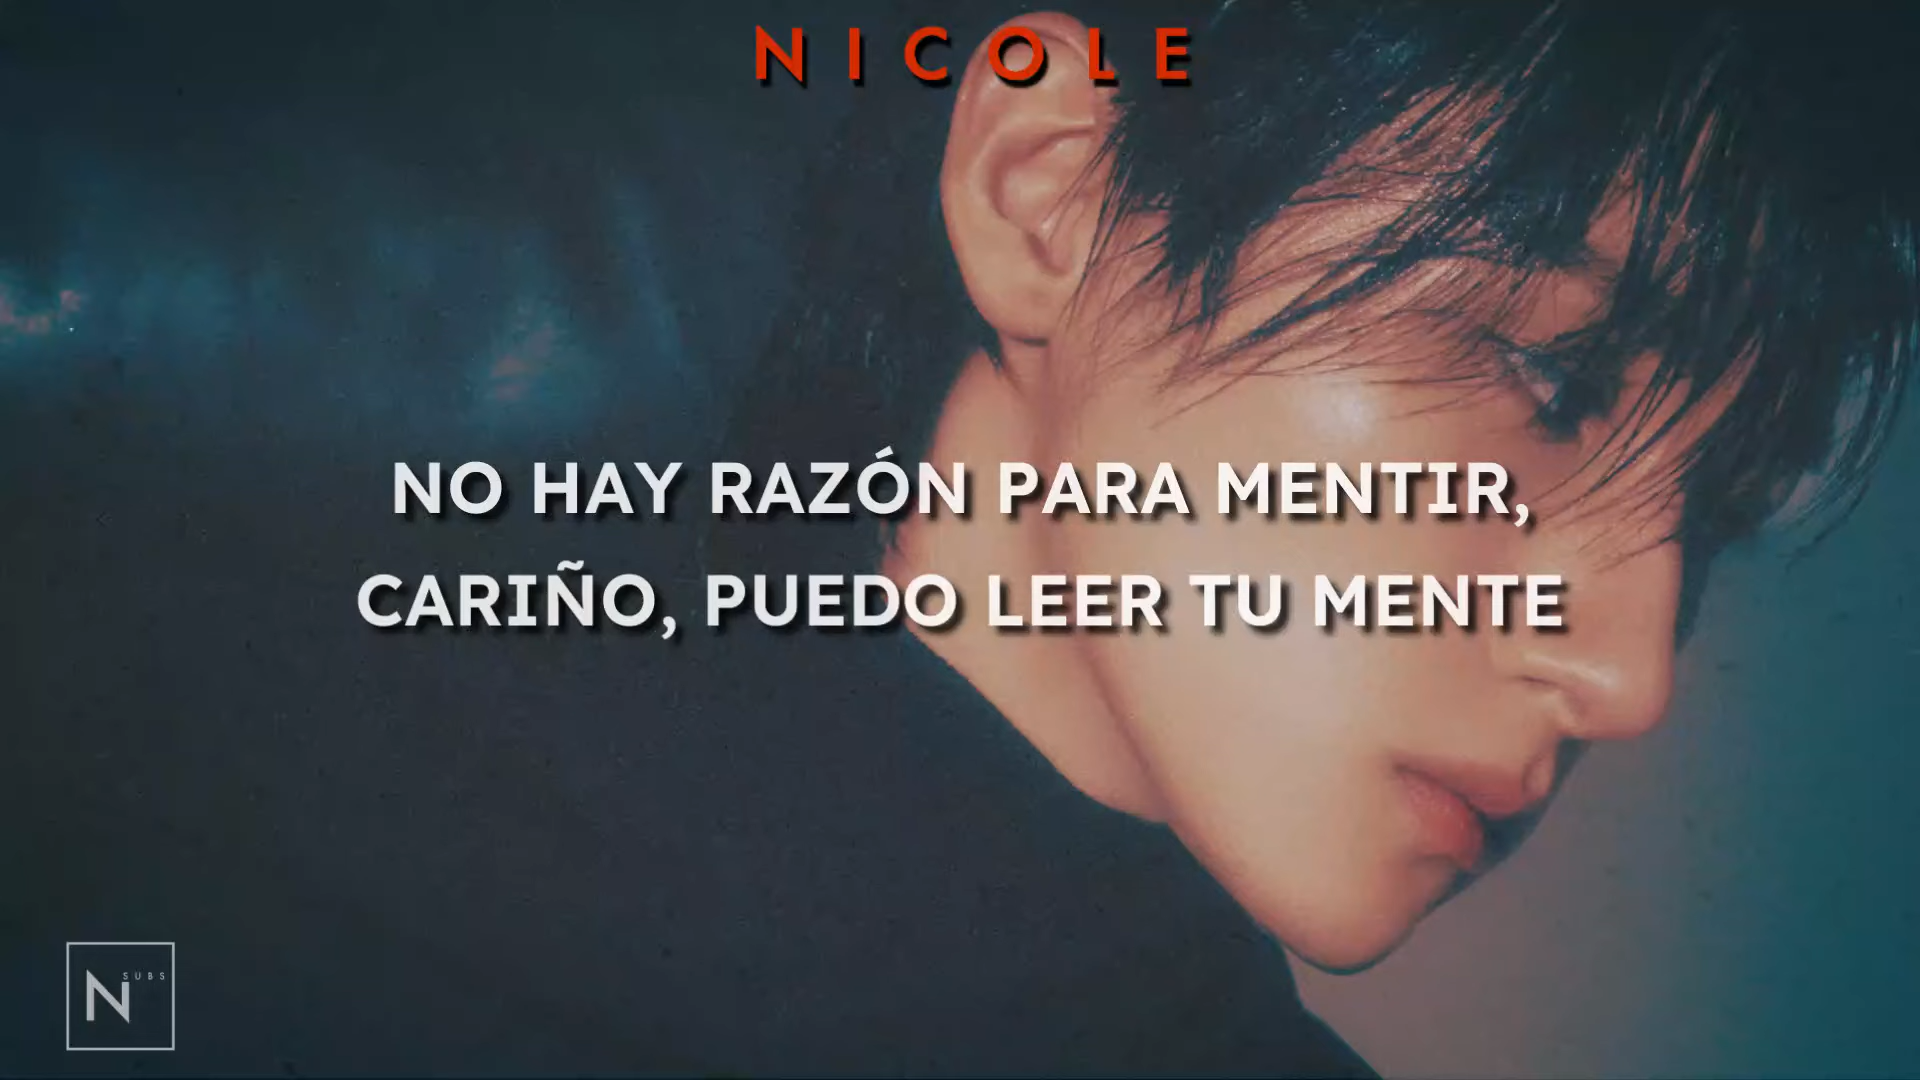 NICOLE
NO HAY RAZÓN PARA MENTIR,
CARIÑO, PUEDO LEER TU MENTE
SUBS
N